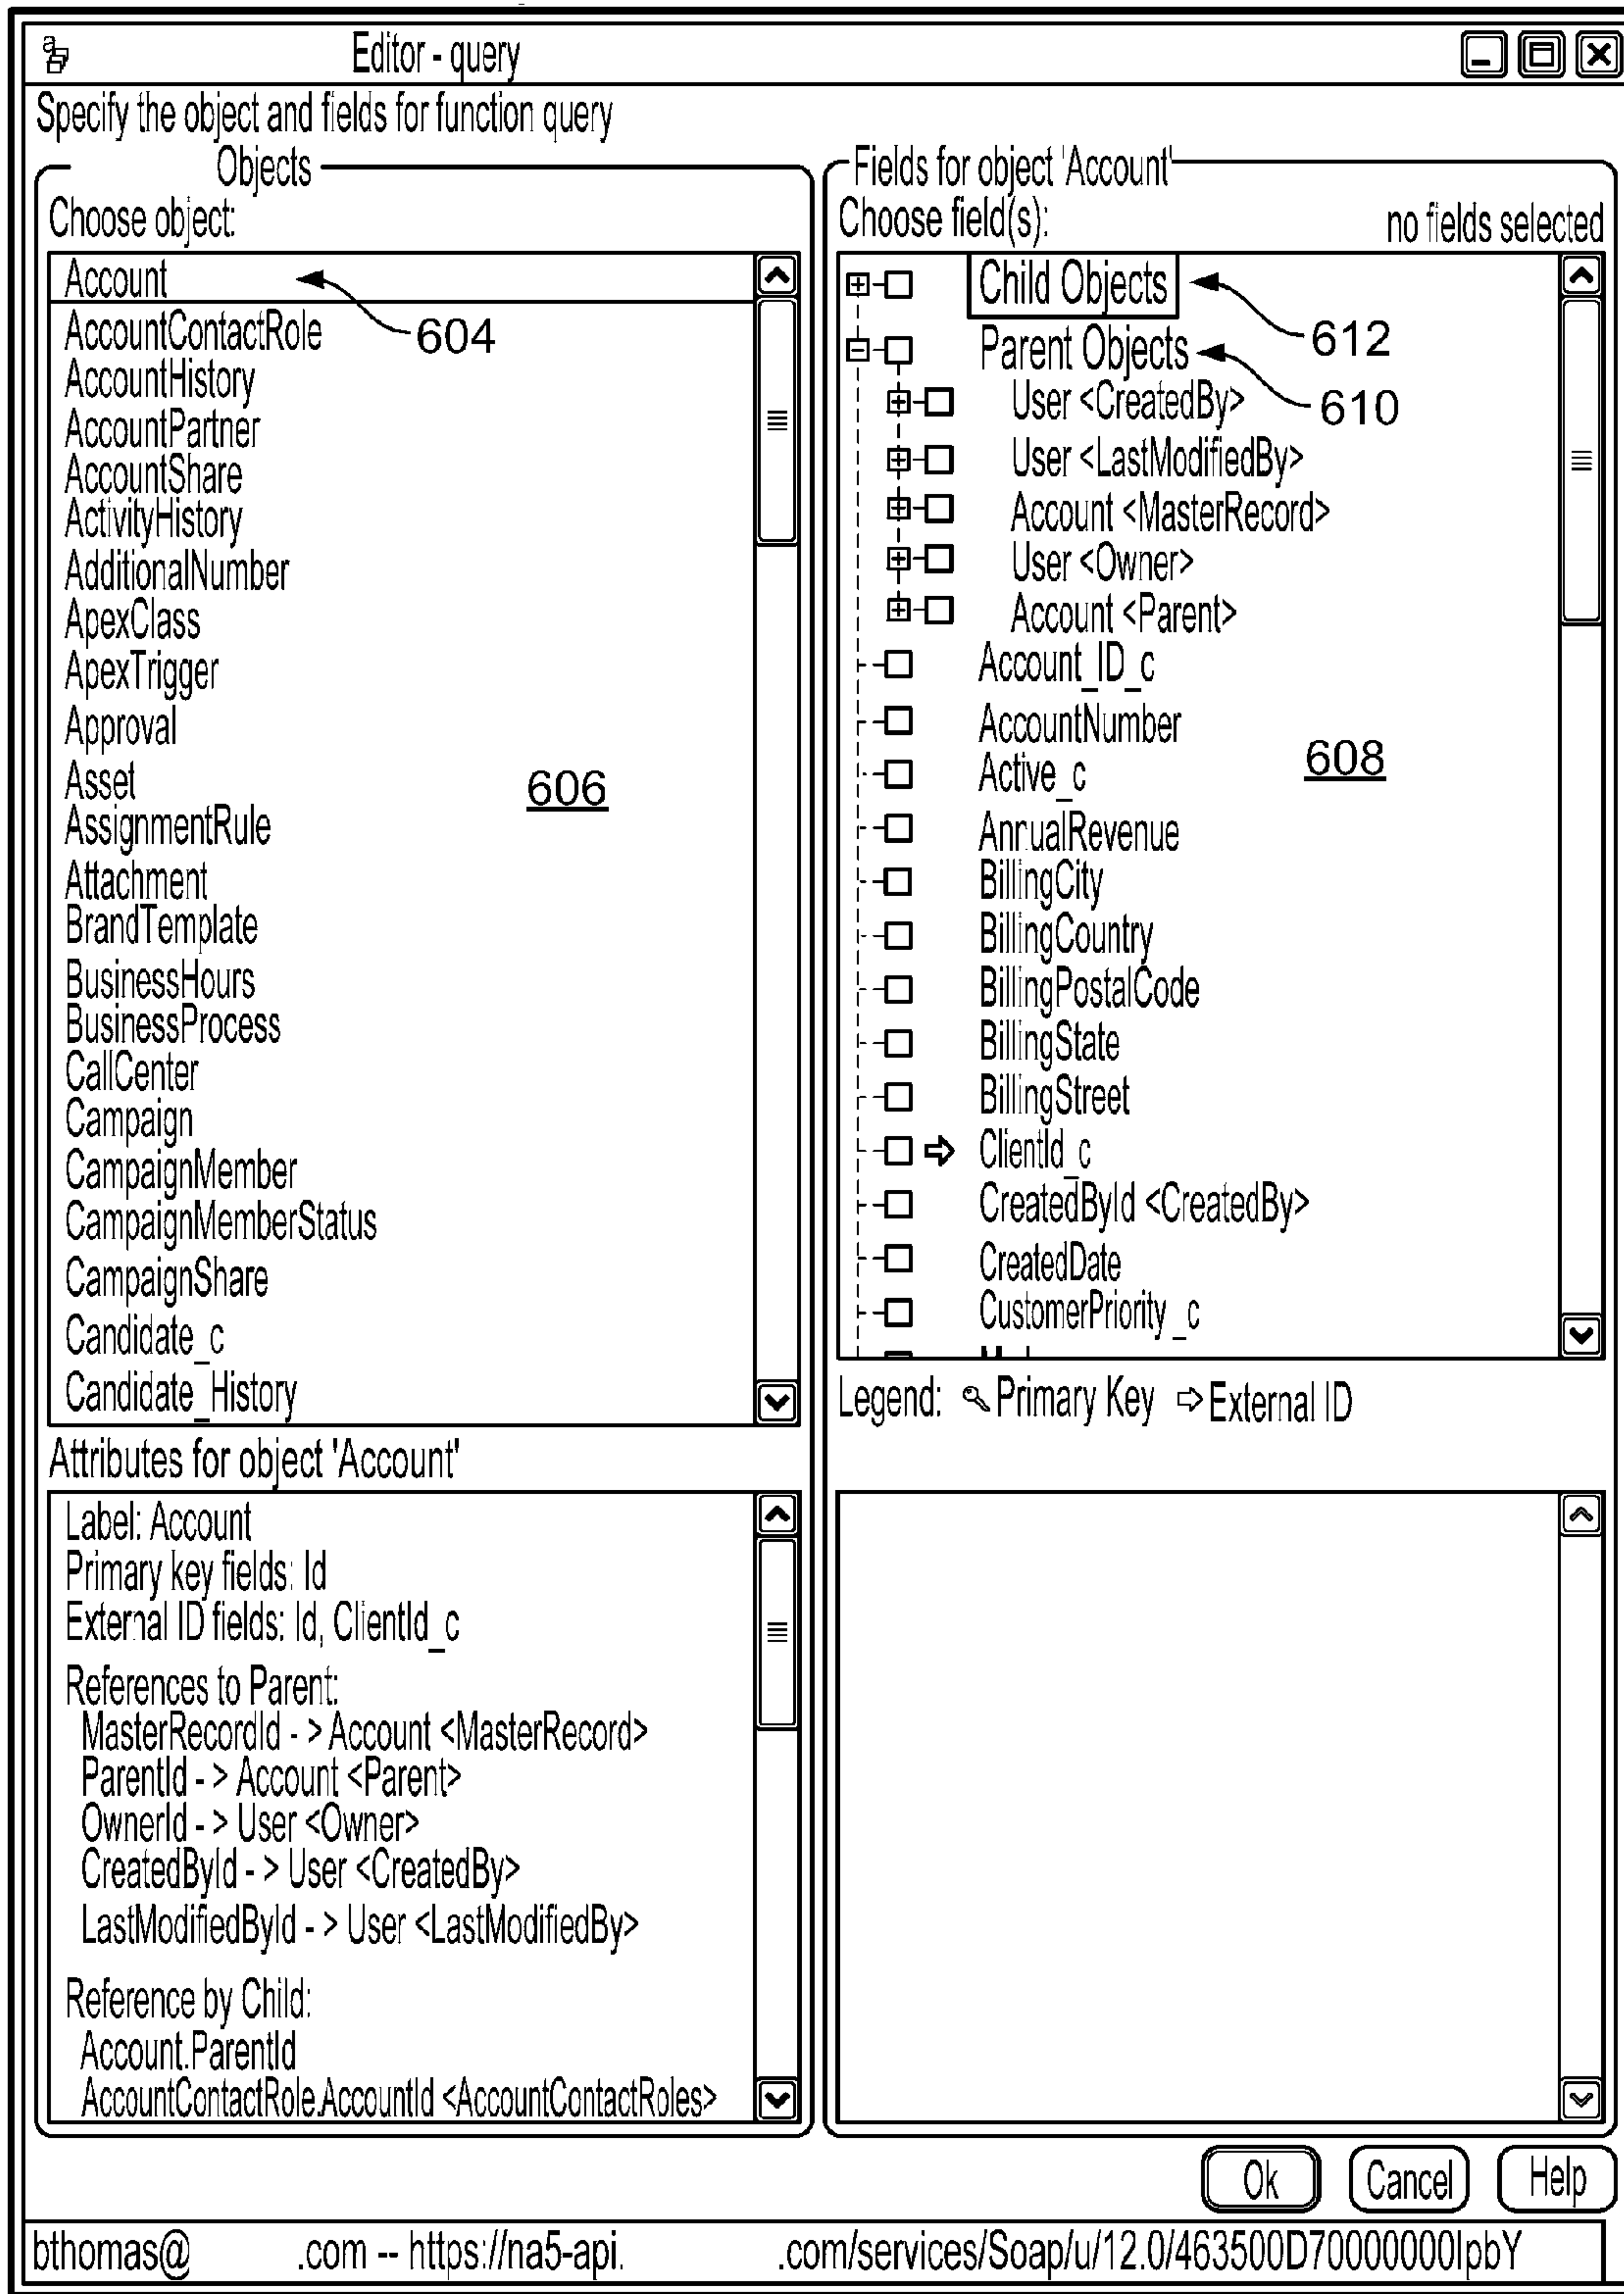 Editor - query
Specify the object and fields for function query
Objects
Choose object:
Account
604
AccountContactRole
AccountHistory
AccountPartner
AccountShare
ActivityHistory
AdditionalNumber
ApexClass
ApexTrigger
Approval
Asset
606
AssignmentRule
Attachment
BrandTemplate
BusinessHours
BusinessProcess
CallCenter
Campaign
CampaignMember
CampaignMemberStatus
CampaignShare
Candidate_c
Candidate_History
Attributes for object 'Account'
Label: Account
Primary key fields: Id
External ID fields: Id, ClientId_c
References to Parent:
MasterRecordId - > Account <MasterRecord>
ParentId - > Account <Parent>
OwnerId - > User <Owner>
CreatedById - > User <CreatedBy>
LastModifiedById - > User <LastModifiedBy>
Reference by Child:
Account.ParentId
AccountContactRole.AccountId <AccountContactRoles>
Fields for object 'Account'
Choose field(s): no fields selected
Child Objects
612
Parent Objects
610
User <CreatedBy>
User <LastModifiedBy>
Account <MasterRecord>
User <Owner>
Account <Parent>
Account_ID_c
AccountNumber
608
Active_c
AnnualRevenue
BillingCity
BillingCountry
BillingPostalCode
BillingState
BillingStreet
ClientId_c
CreatedById <CreatedBy>
CreatedDate
CustomerPriority_c
Legend: Primary Key External ID
Ok Cancel Help
bthomas@ .com -- https://na5-api. .com/services/Soap/u/12.0/463500D70000000IpbY